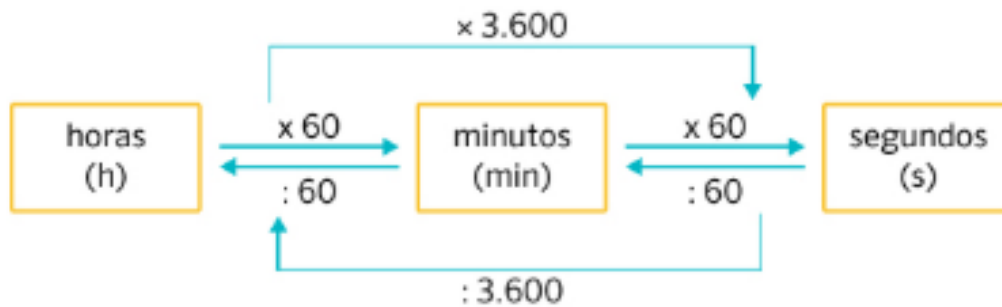 × 3.600
horas
(h)
x 60
: 60
minutos
(min)
x 60
: 60
segundos
(s)
: 3.600